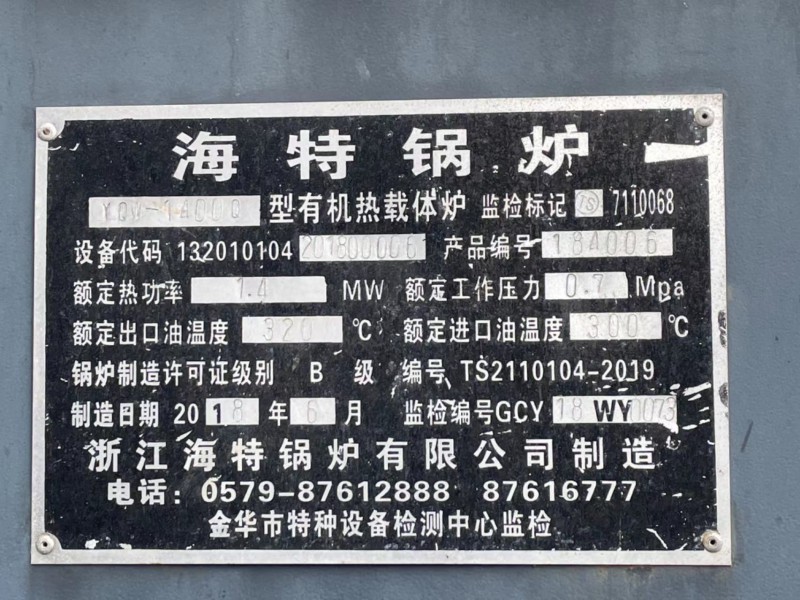 海特锅炉
YQW-1400Q 型有机热载体炉 监检标记 TS 7110068
设备代码 132010104 201800061 产品编号 184006
额定热功率 1.4 MW 额定工作压力 0.7 Mpa
额定出口油温度 320 ℃ 额定进口油温度 300 ℃
锅炉制造许可证级别 B 级 编号 TS2110104-2019
制造日期 2018 年 6 月 监检编号GCY 18 WY 0073
浙江海特锅炉有限公司制造
电话：0579-87612888 87616777
金华市特种设备检测中心监检